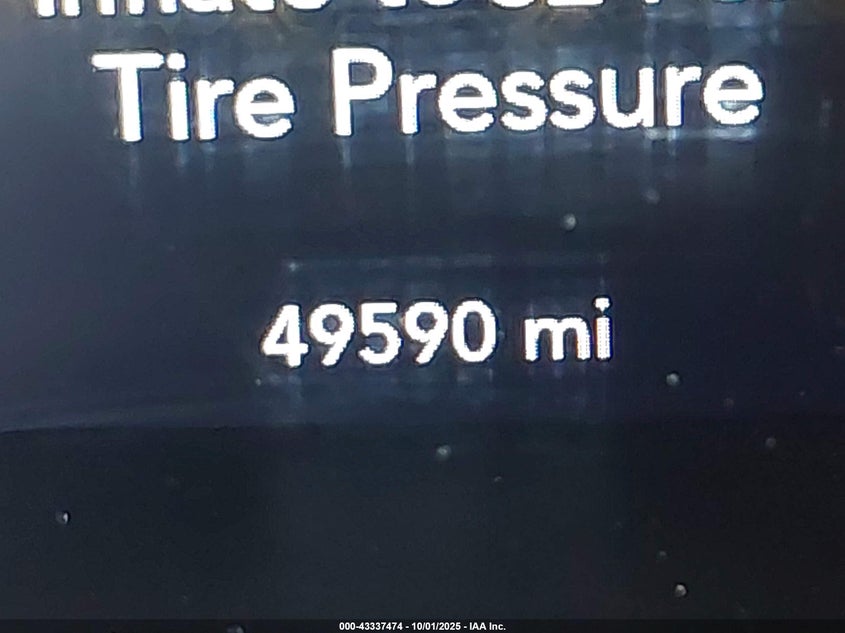 Tire Pressure
49590 mi
000-43337474 - 10/01/2025 - IAA Inc.